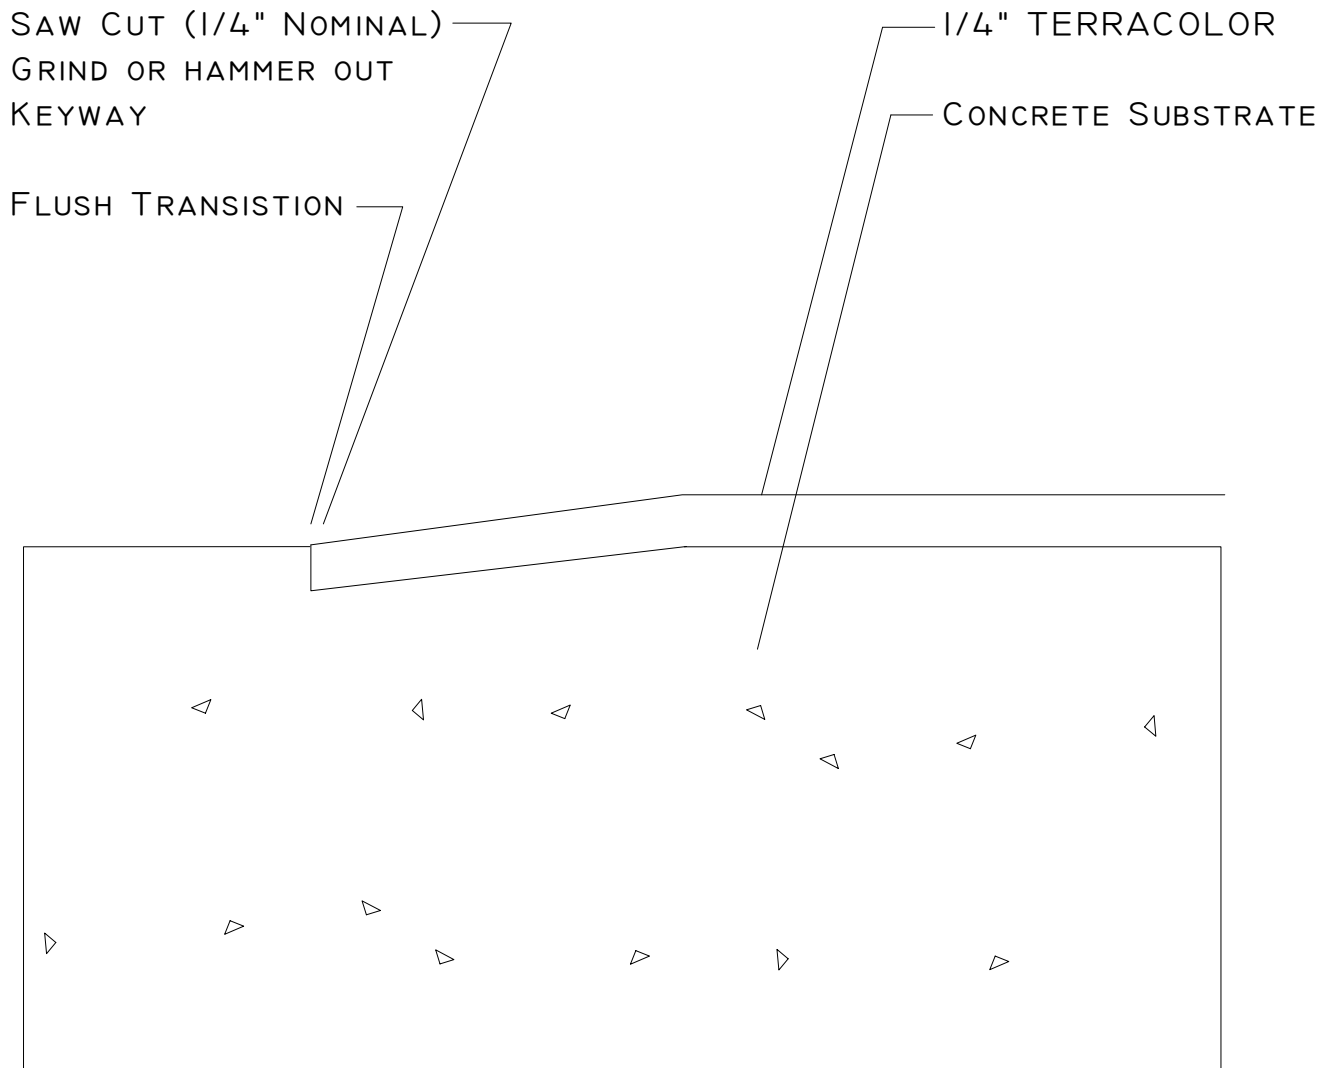 SAW CUT (1/4" NOMINAL)
GRIND OR HAMMER OUT
KEYWAY
FLUSH TRANSISTION
1/4" TERRACOLOR
CONCRETE SUBSTRATE